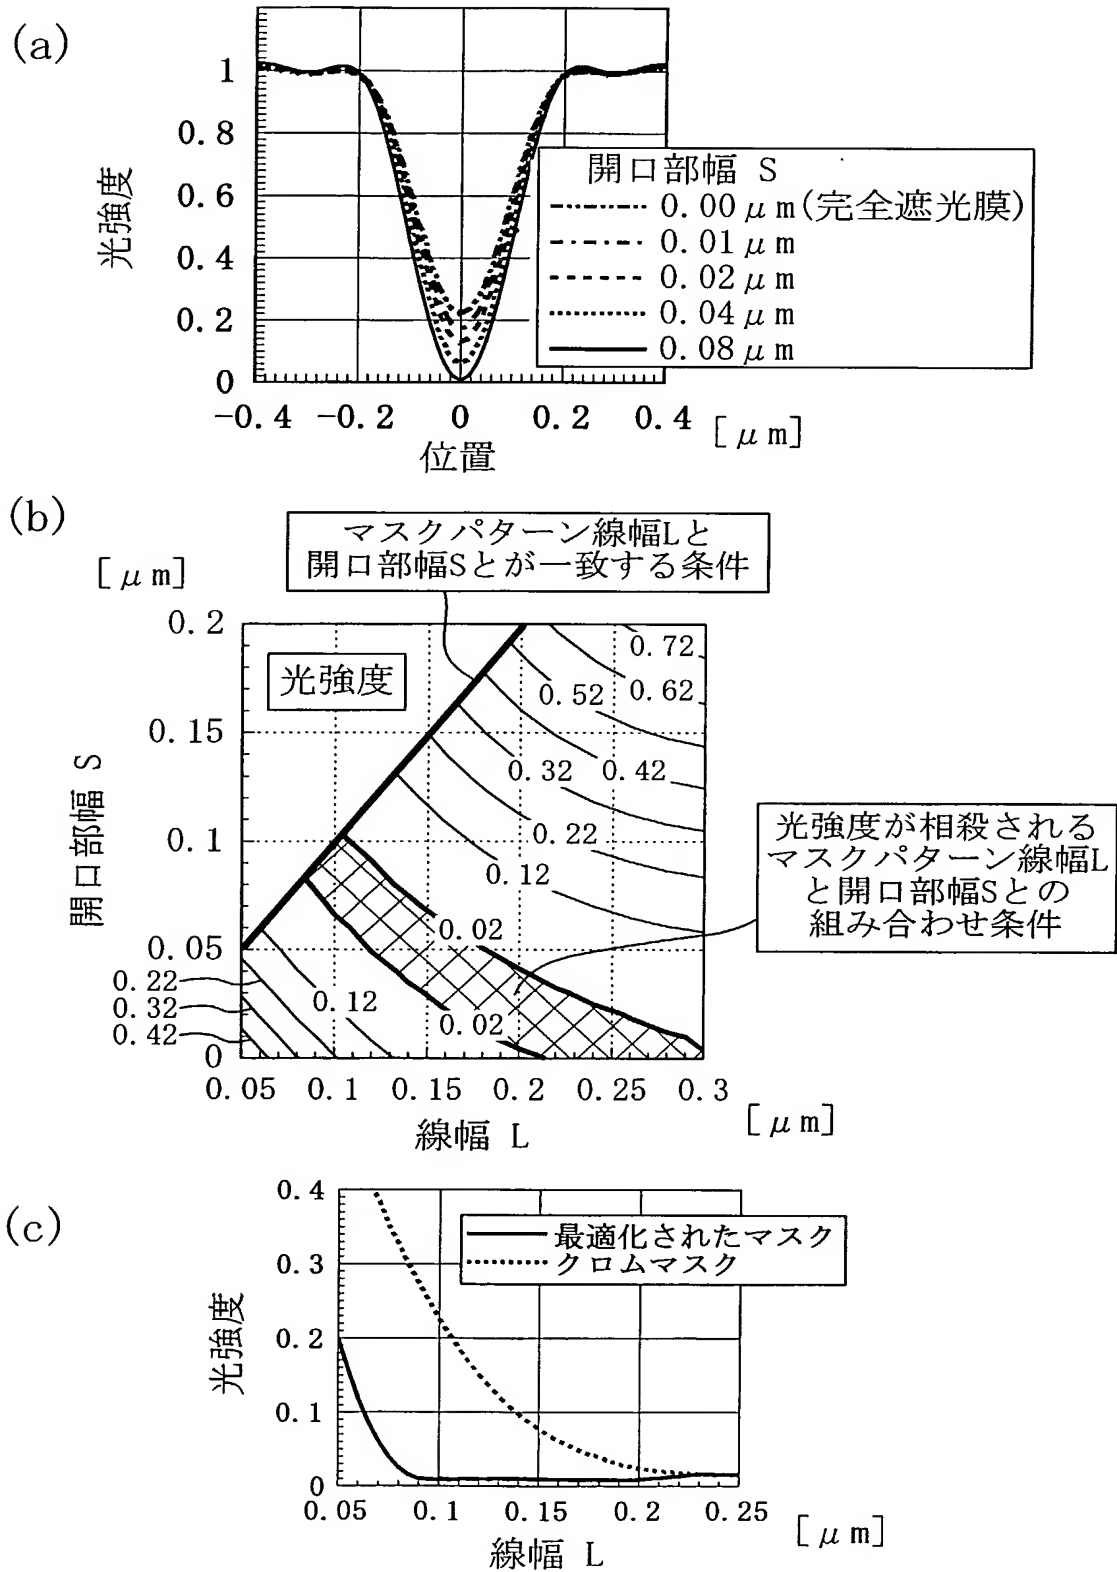 (a)
1
0.8
0.6
0.4
0.2
0
光強度
-0.4 -0.2 0 0.2 0.4 [μm]
位置
開口部幅 S
0.00μm(完全遮光膜)
0.01μm
0.02μm
0.04μm
0.08μm
(b)
マスクパターン線幅Lと
開口部幅Sとが一致する条件
[μm]
0.2
0.15
0.1
0.05
0
開口部幅 S
光強度
0.72
0.62
0.52
0.42
0.32
0.22
0.12
0.02
0.02
0.12
0.22
0.32
0.42
光強度が相殺される
マスクパターン線幅L
と開口部幅Sとの
組み合わせ条件
0.05 0.1 0.15 0.2 0.25 0.3
[μm]
線幅 L
(c)
0.4
0.3
0.2
0.1
0
光強度
最適化されたマスク
クロムマスク
0.05 0.1 0.15 0.2 0.25
[μm]
線幅 L